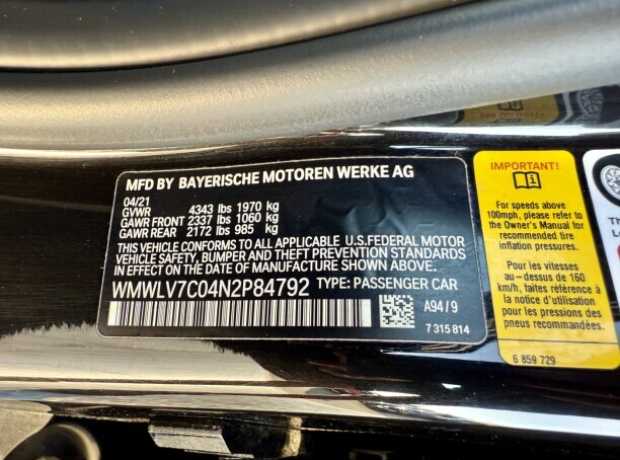 MFD BY BAYERISCHE MOTOREN WERKE AG
04/21
GVWR 4343 lbs 1970 kg
GAWR FRONT 2337 lbs 1060 kg
GAWR REAR 2172 lbs 985 kg
THIS VEHICLE CONFORMS TO ALL APPLICABLE U.S.FEDERAL MOTOR
VEHICLE SAFETY, BUMPER AND THEFT PREVENTION STANDARDS
IN EFFECT ON THE DATE OF MANUFACTURE SHOWN ABOVE.
WMWLV7C04N2P84792 TYPE: PASSENGER CAR
A94/9
7 315 814
IMPORTANT!
For speeds above
100mph, please refer to
the Owner's Manual for
recommended tire
inflation pressures.
Pour les vitesses
au-dessus de 160
km/h, faites référence à
la notice d'utilisation
pour les pressions des
pneus recommandées.
6 859 729